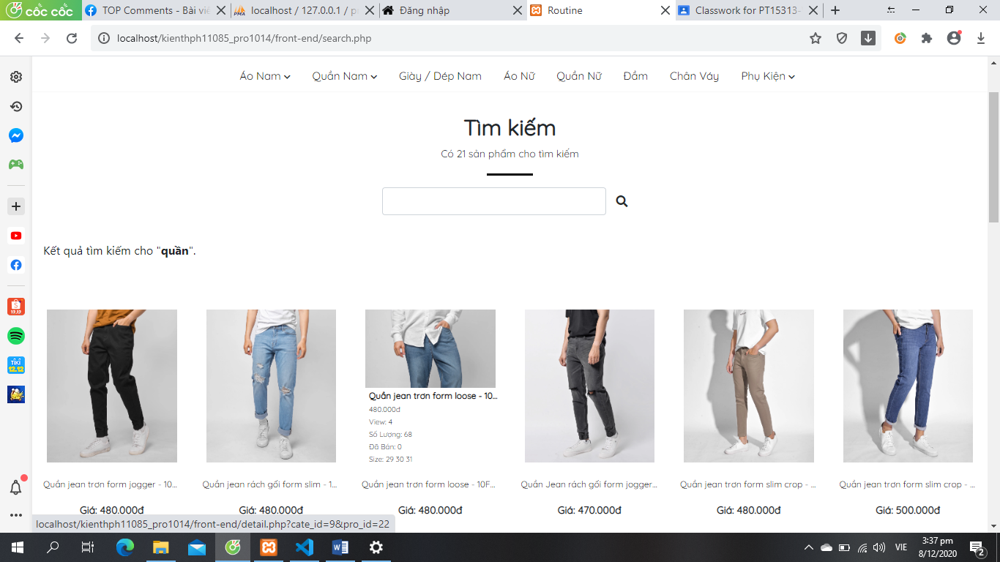 cốc cốc
TOP Comments - Bài viế
localhost / 127.0.0.1 / p
Đăng nhập
Routine
Classwork for PT15313-
localhost/kienthph11085_pro1014/front-end/search.php
Áo Nam Quần Nam Giày / Dép Nam Áo Nữ Quần Nữ Đầm Chân Váy Phụ Kiện
Tìm kiếm
Có 21 sản phẩm cho tìm kiếm
Kết quả tìm kiếm cho "quần".
Quần jean trơn form loose - 10...
480.000đ
View: 4
Số Lượng: 68
Đã Bán: 0
Size: 29 30 31
Quần jean trơn form jogger - 10...
Quần jean rách gối form slim - 1...
Quần jean trơn form loose - 10F...
Quần Jean rách gối form jogger...
Quần jean trơn form slim crop - ...
Quần jean trơn form slim crop - ...
Giá: 480.000đ
Giá: 480.000đ
Giá: 480.000đ
Giá: 470.000đ
Giá: 480.000đ
Giá: 500.000đ
localhost/kienthph11085_pro1014/front-end/detail.php?cate_id=9&pro_id=22
VIE
3:37 pm
8/12/2020
2